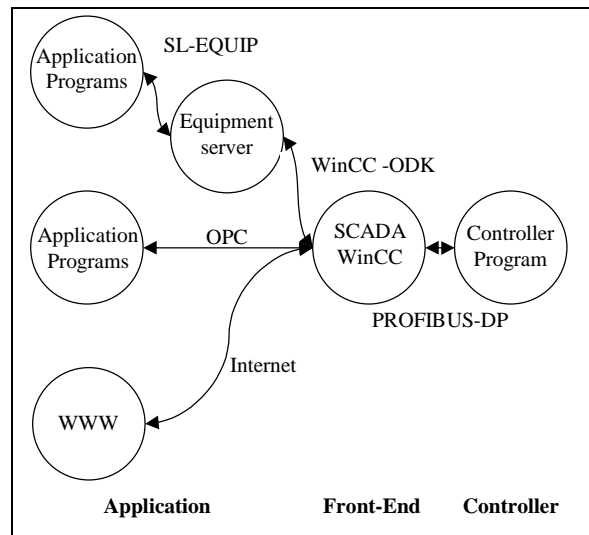 SL-EQUIP
Application
Programs
Equipment
server
WinCC -ODK
Application
Programs
OPC
SCADA
WinCC
Controller
Program
PROFIBUS-DP
Internet
WWW
Application
Front-End
Controller